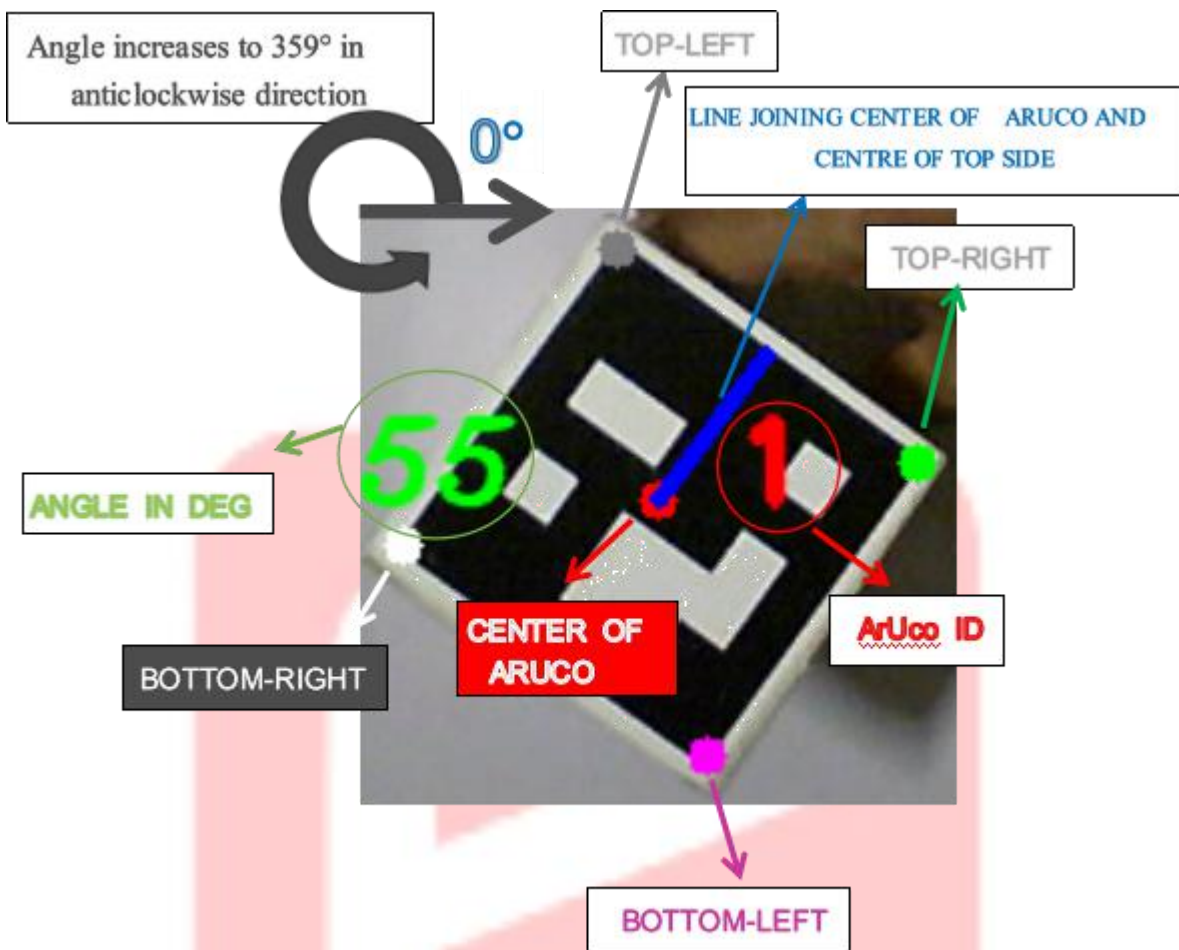 Angle increases to 359° in
anticlockwise direction
0°
TOP-LEFT
LINE JOINING CENTER OF ARUCO AND
CENTRE OF TOP SIDE
TOP-RIGHT
55
1
ANGLE IN DEG
CENTER OF
ARUCO
ArUco ID
BOTTOM-RIGHT
BOTTOM-LEFT